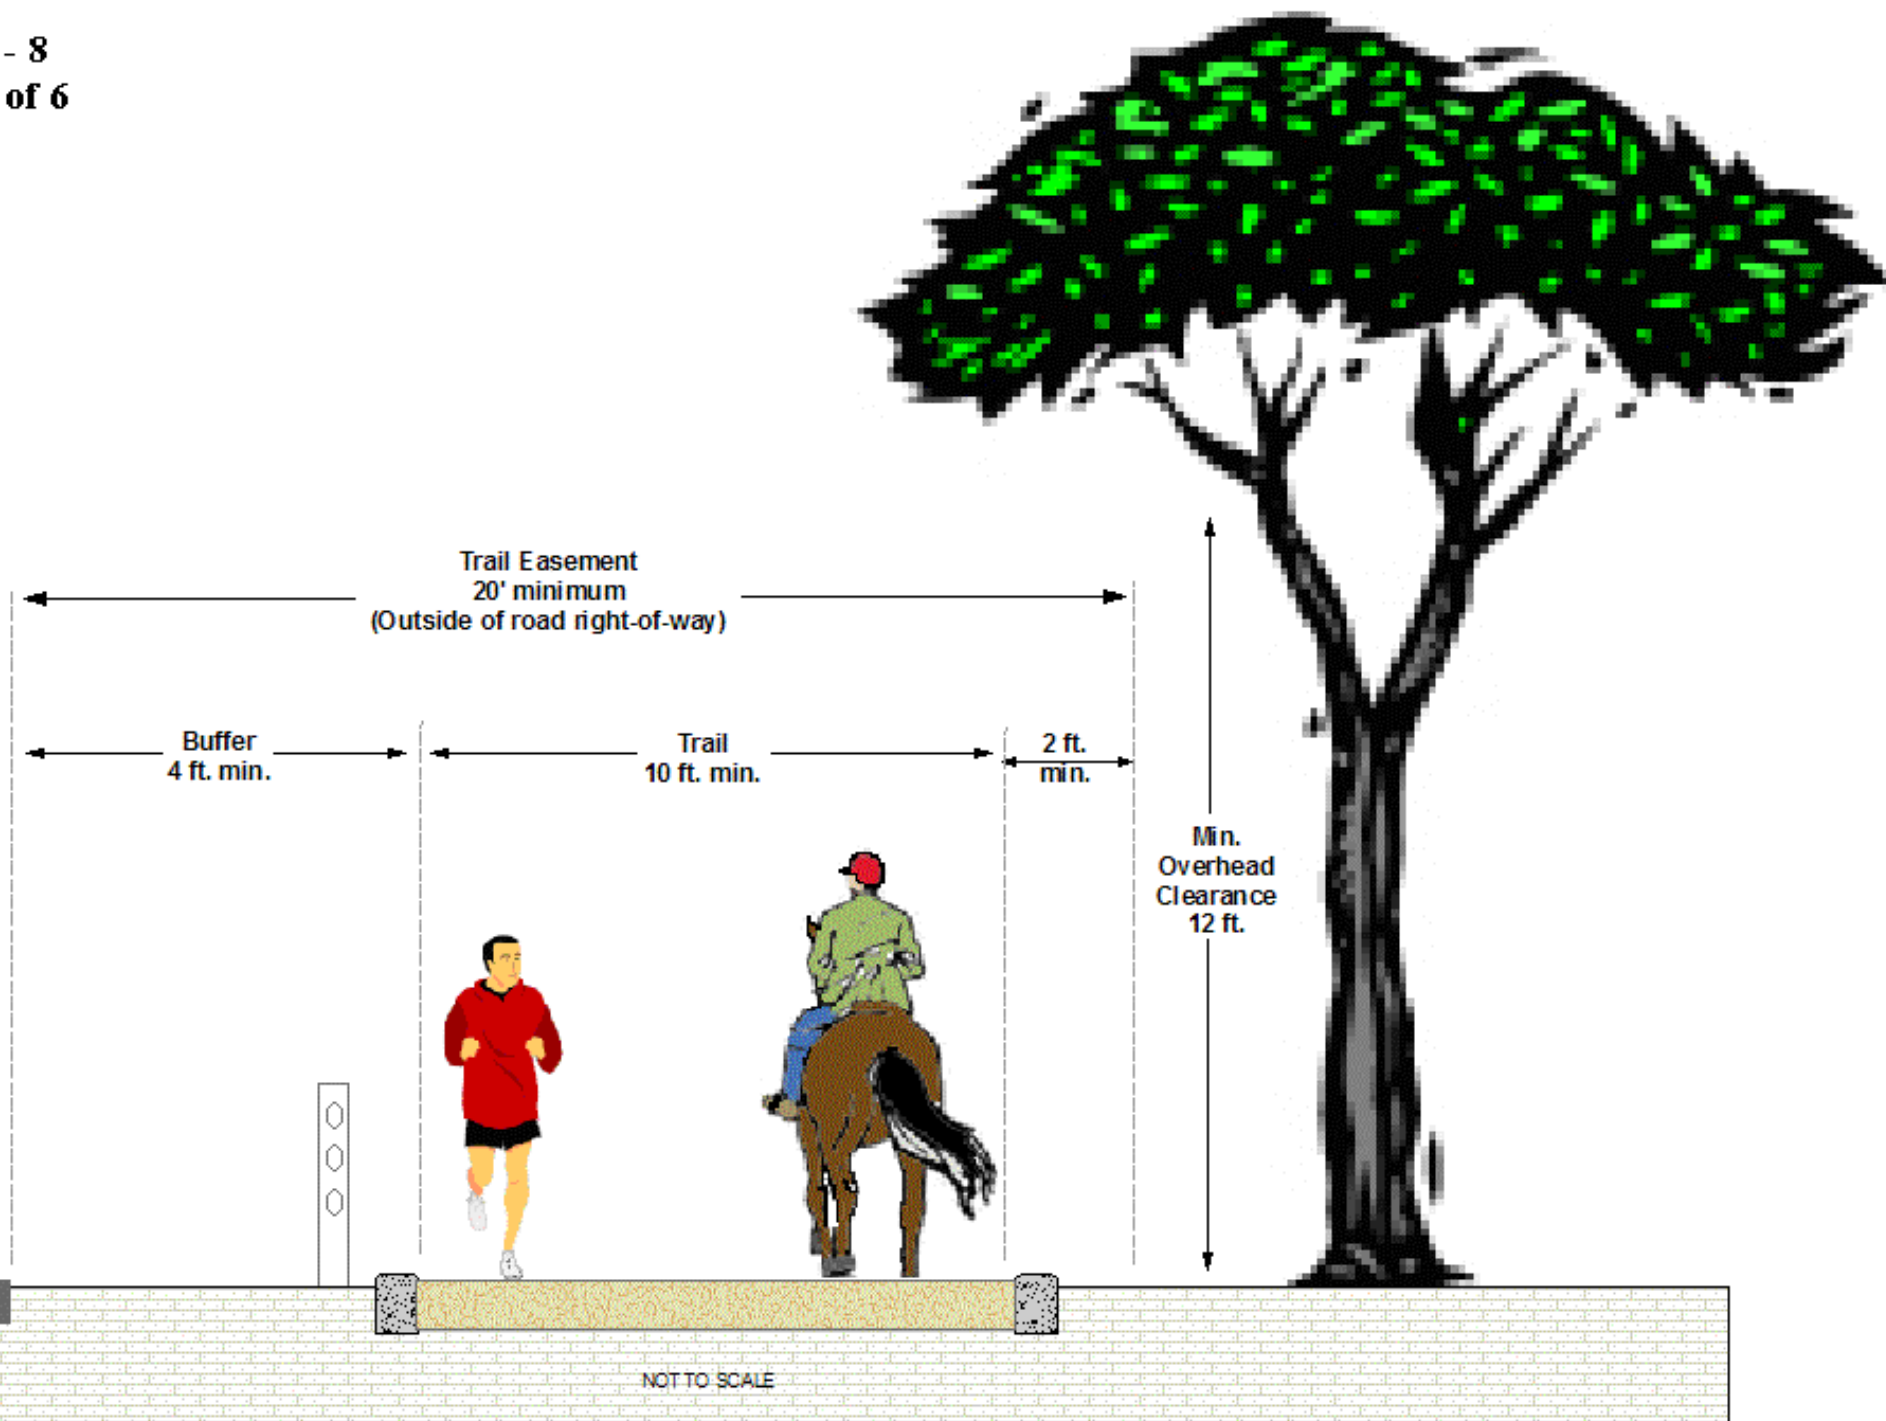 - 8
of 6
Trail Easement
20' minimum
(Outside of road right-of-way)
Buffer
4 ft. min.
Trail
10 ft. min.
2 ft.
min.
Min.
Overhead
Clearance
12 ft.
NOT TO SCALE